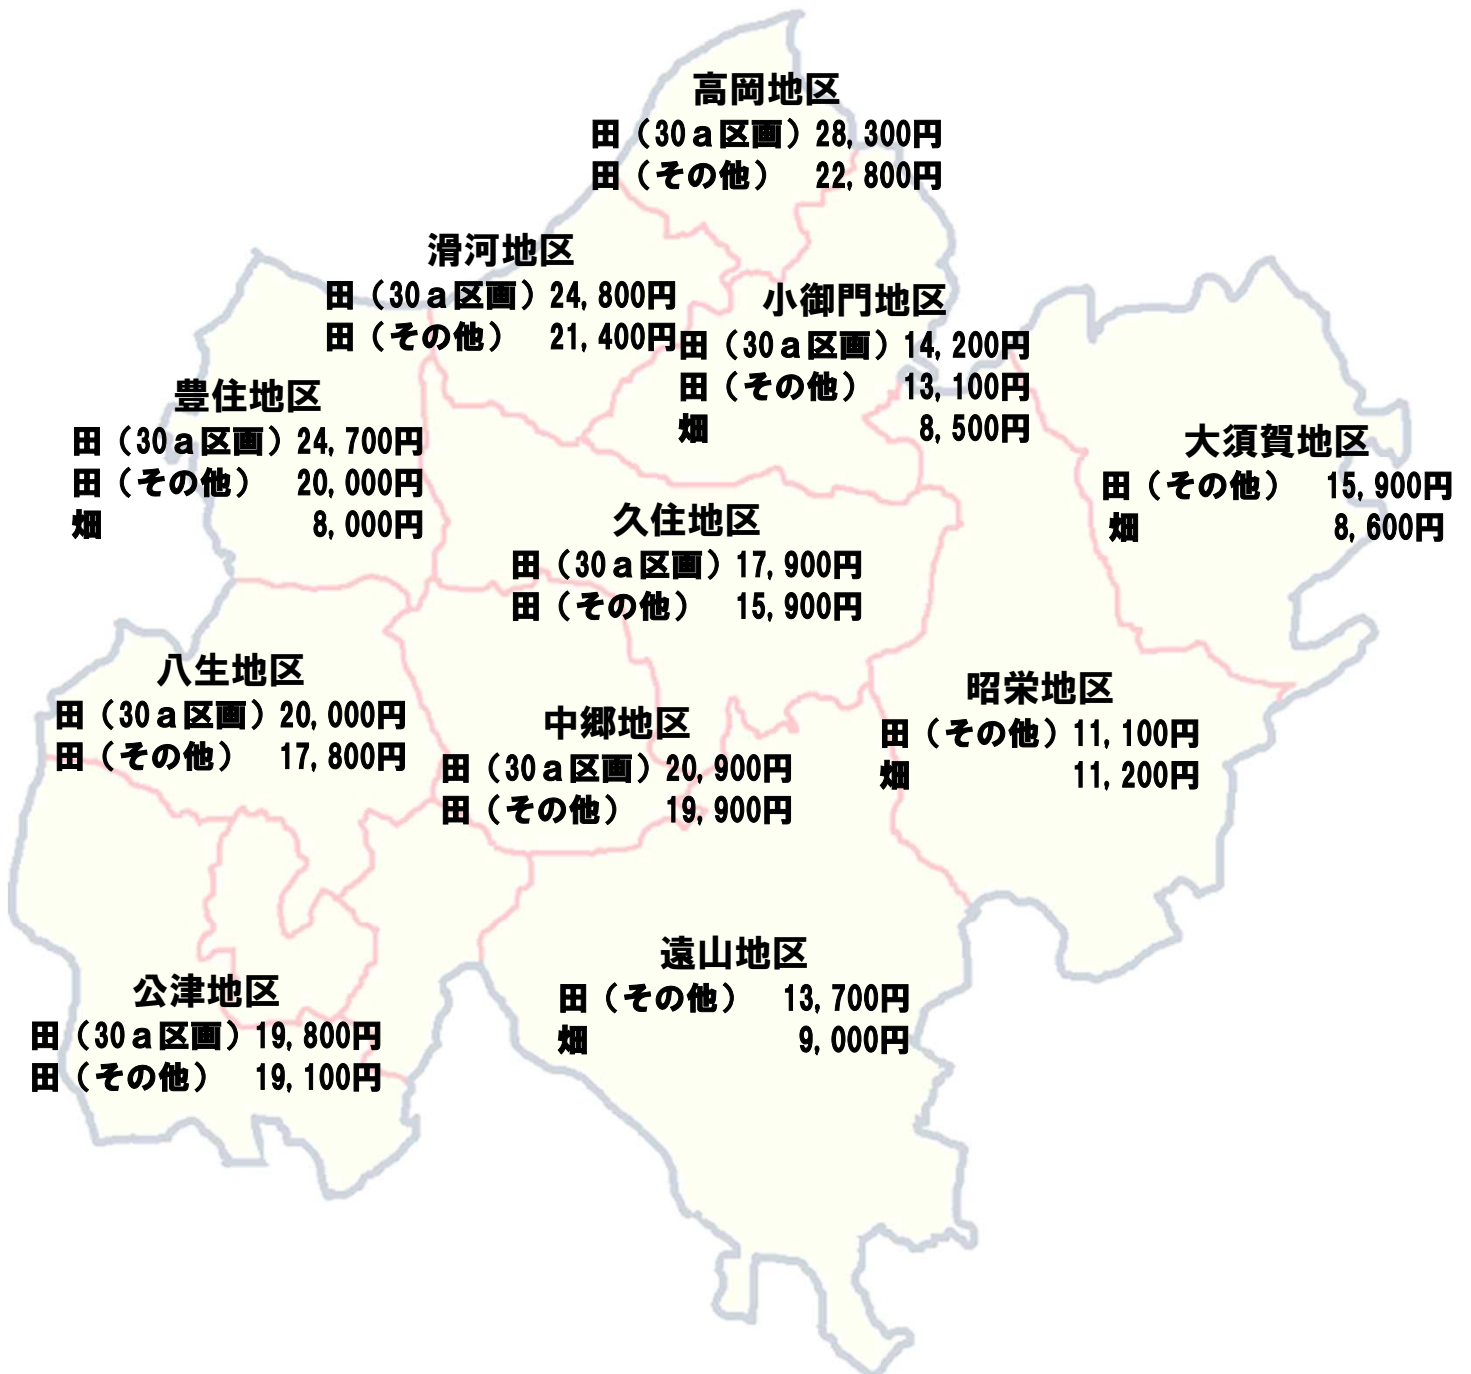 高岡地区
田（30ａ区画）28,300円
田（その他）　22,800円
滑河地区
田（30ａ区画）24,800円
田（その他）　21,400円
小御門地区
田（30ａ区画）14,200円
田（その他）　13,100円
畑　8,500円
豊住地区
田（30ａ区画）24,700円
田（その他）　20,000円
畑　8,000円
大須賀地区
田（その他）　15,900円
畑　8,600円
久住地区
田（30ａ区画）17,900円
田（その他）　15,900円
八生地区
田（30ａ区画）20,000円
田（その他）　17,800円
中郷地区
田（30ａ区画）20,900円
田（その他）　19,900円
昭栄地区
田（その他）11,100円
畑　11,200円
遠山地区
田（その他）　13,700円
畑　9,000円
公津地区
田（30ａ区画）19,800円
田（その他）　19,100円